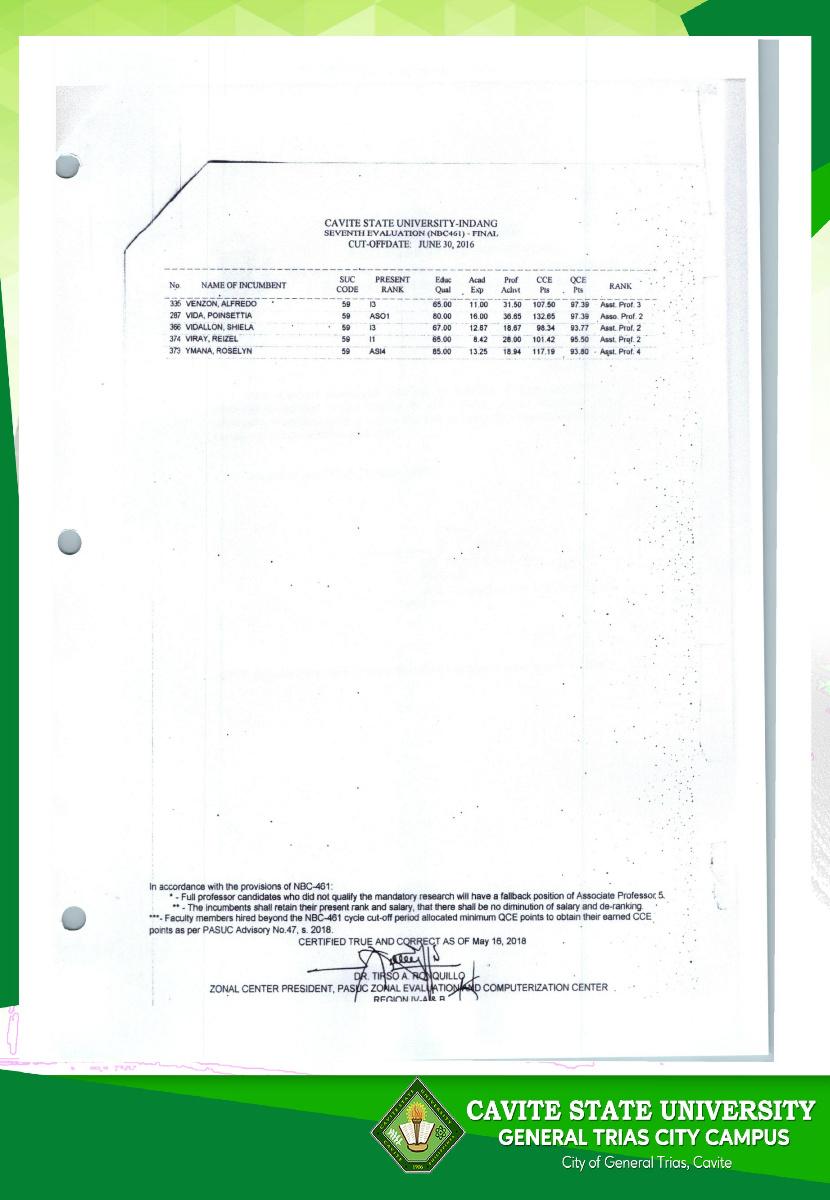 CAVITE STATE UNIVERSITY-INDANG
SEVENTH EVALUATION (NBC461) - FINAL
CUT-OFFDATE: JUNE 30, 2016
No. NAME OF INCUMBENT SUC CODE PRESENT RANK Educ Qual Acad Exp Prof Achvt CCE Pts QCE Pts RANK
335 VENZON, ALFREDO 59 I3 65.00 11.00 31.50 107.50 97.39 Asst. Prof. 3
287 VIDA, POINSETTIA 59 ASO1 80.00 16.00 36.65 132.65 97.39 Asso. Prof. 2
366 VIDALLON, SHIELA 59 I3 67.00 12.67 18.67 98.34 93.77 Asst. Prof. 2
374 VIRAY, REIZEL 59 I1 65.00 8.42 28.00 101.42 95.50 Asst. Prof. 2
373 YMANA, ROSELYN 59 ASI4 85.00 13.25 18.94 117.19 93.80 Asst. Prof. 4
In accordance with the provisions of NBC-461:
* - Full professor candidates who did not qualify the mandatory research will have a fallback position of Associate Professor 5.
** - The incumbents shall retain their present rank and salary, that there shall be no diminution of salary and de-ranking.
***- Faculty members hired beyond the NBC-461 cycle cut-off period allocated minimum QCE points to obtain their earned CCE
points as per PASUC Advisory No.47, s. 2018.
CERTIFIED TRUE AND CORRECT AS OF May 16, 2018
DR. TIRSO A. RONQUILLO
ZONAL CENTER PRESIDENT, PASUC ZONAL EVALUATION AND COMPUTERIZATION CENTER
REGION IV-A & B
CAVITE STATE UNIVERSITY
GENERAL TRIAS CITY CAMPUS
City of General Trias, Cavite